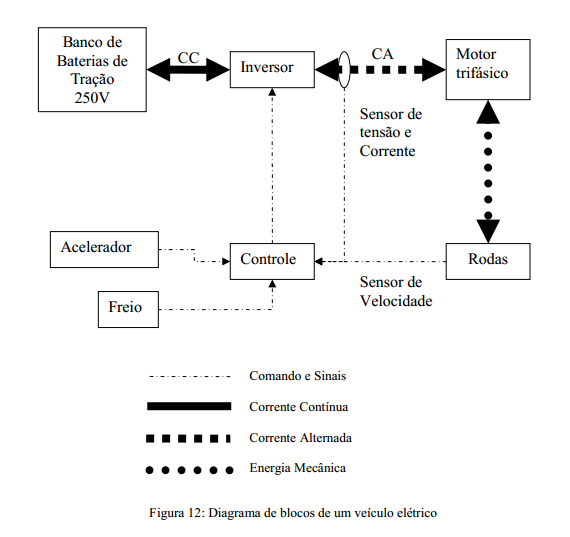 Banco de
Baterias de
Tração
250V
CC
Inversor
CA
Motor
trifásico
Sensor de
tensão e
Corrente
Acelerador
Controle
Rodas
Sensor de
Velocidade
Freio
Comando e Sinais
Corrente Contínua
Corrente Alternada
Energia Mecânica
Figura 12: Diagrama de blocos de um veículo elétrico